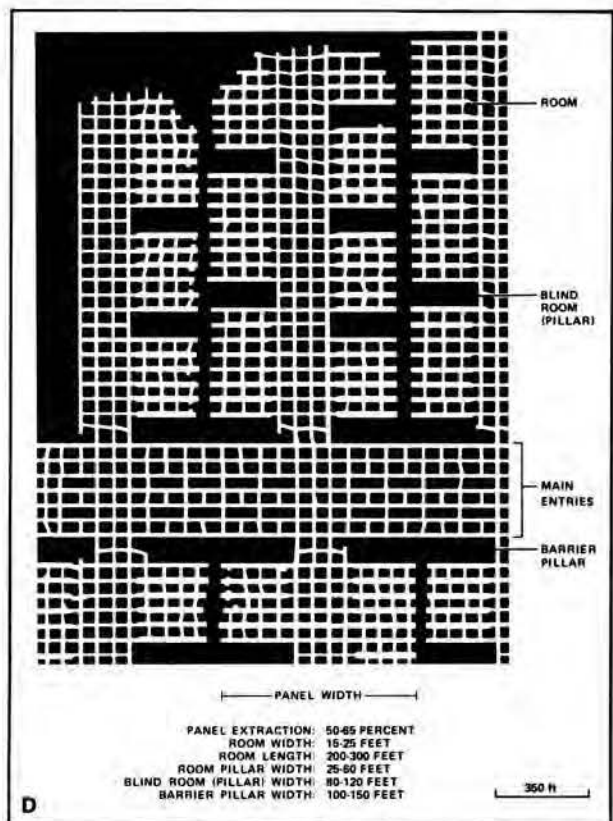 ROOM
BLIND
ROOM
(PILLAR)
MAIN
ENTRIES
BARRIER
PILLAR
PANEL WIDTH
PANEL EXTRACTION: 50-65 PERCENT
ROOM WIDTH: 15-25 FEET
ROOM LENGTH: 200-300 FEET
ROOM PILLAR WIDTH: 25-60 FEET
BLIND ROOM (PILLAR) WIDTH: 80-120 FEET
BARRIER PILLAR WIDTH: 100-150 FEET
D
350 ft